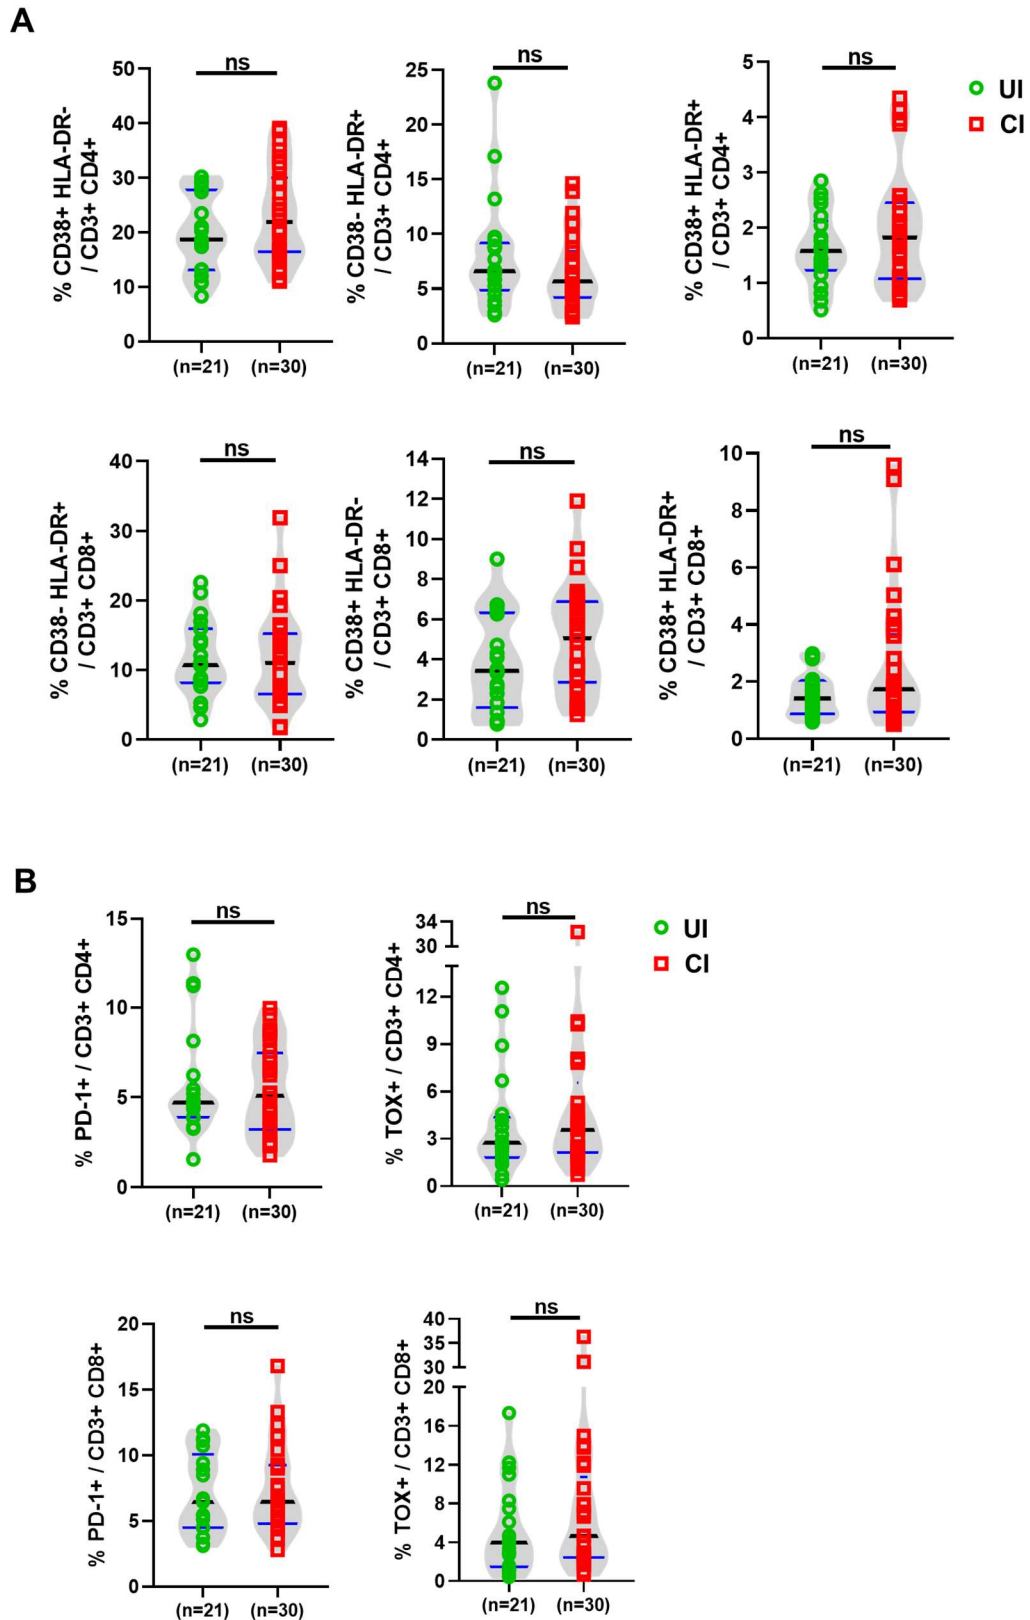 A
% CD38+ HLA-DR-
/ CD3+ CD4+
50
40
30
20
10
0
ns
(n=21) (n=30)
% CD38- HLA-DR+
/ CD3+ CD4+
25
20
15
10
5
0
ns
(n=21) (n=30)
% CD38+ HLA-DR+
/ CD3+ CD4+
5
4
3
2
1
0
ns
(n=21) (n=30)
UI
CI
% CD38- HLA-DR+
/ CD3+ CD8+
40
30
20
10
0
ns
(n=21) (n=30)
% CD38+ HLA-DR-
/ CD3+ CD8+
14
12
10
8
6
4
2
0
ns
(n=21) (n=30)
% CD38+ HLA-DR+
/ CD3+ CD8+
10
8
6
4
2
0
ns
(n=21) (n=30)
B
% PD-1+ / CD3+ CD4+
15
10
5
0
ns
(n=21) (n=30)
% TOX+ / CD3+ CD4+
34
30
12
9
6
3
0
ns
(n=21) (n=30)
UI
CI
% PD-1+ / CD3+ CD8+
20
15
10
5
0
ns
(n=21) (n=30)
% TOX+ / CD3+ CD8+
40
35
30
20
16
12
8
4
0
ns
(n=21) (n=30)